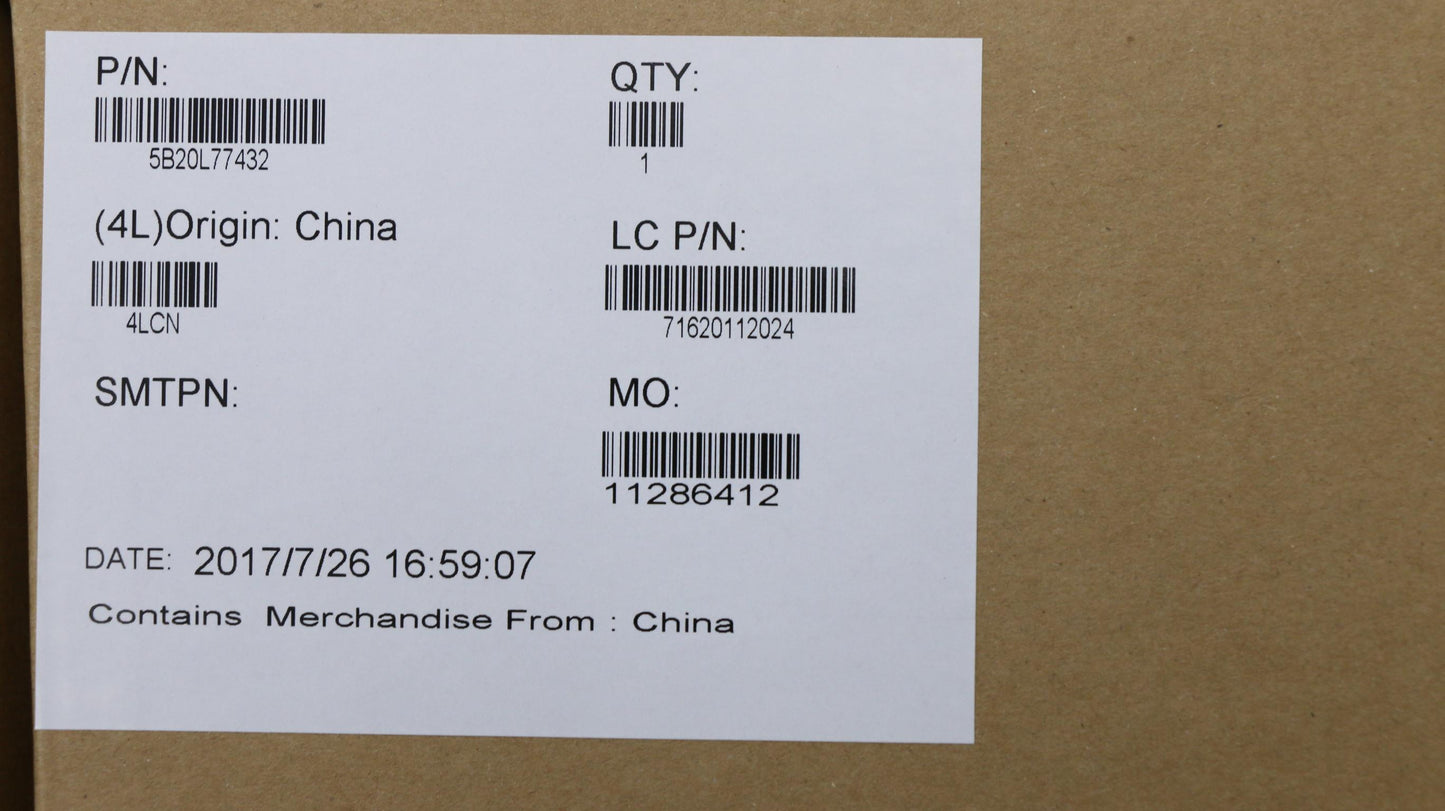 P/N:
5B20L77432
QTY:
1
(4L)Origin: China
4LCN
LC P/N:
71620112024
SMTPN:
MO:
11286412
DATE: 2017/7/26 16:59:07
Contains Merchandise From : China